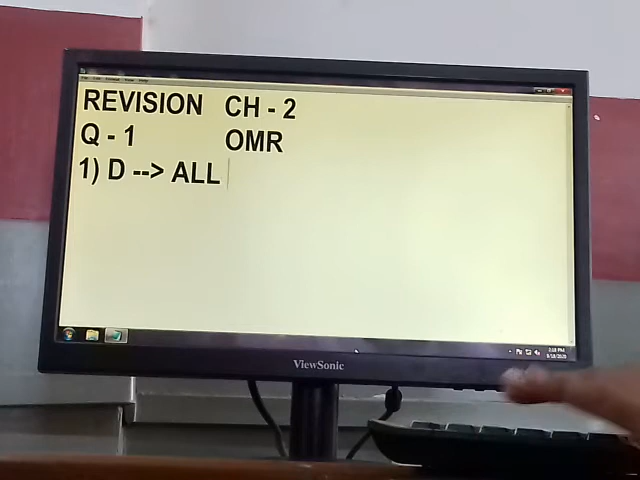 REVISION CH - 2
Q - 1 OMR
1) D --> ALL
ViewSonic